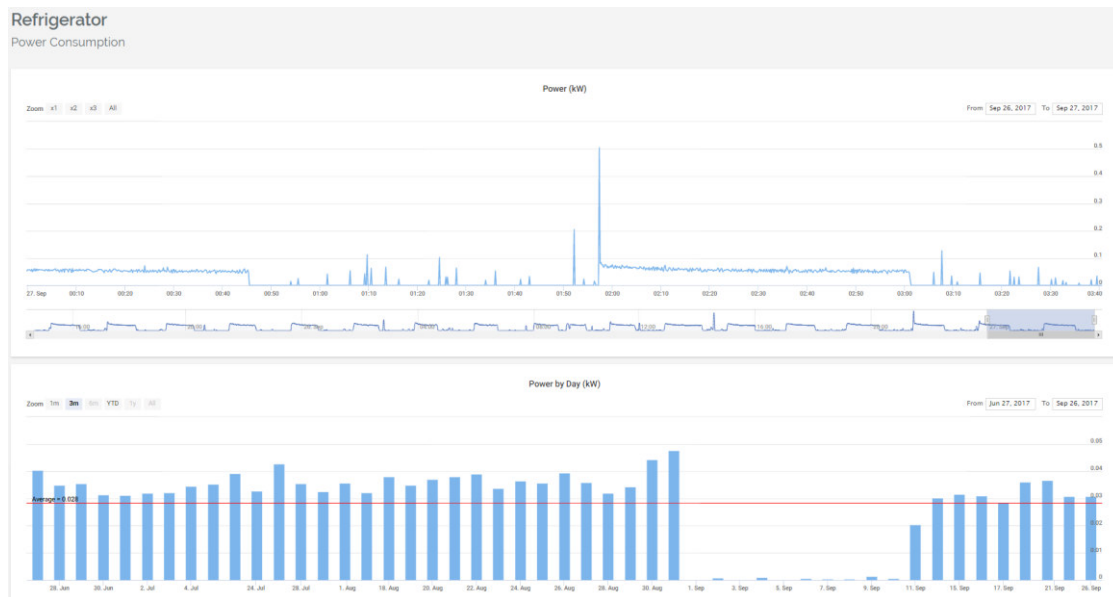 Refrigerator
Power Consumption
Power (kW)
Zoom x1 x2 x3 All
From Sep 26, 2017 To Sep 27, 2017
0.5
0.4
0.3
0.2
0.1
0
27. Sep 00:10 00:20 00:30 00:40 00:50 01:00 01:10 01:20 01:30 01:40 01:50 02:00 02:10 02:20 02:30 02:40 02:50 03:00 03:10 03:20 03:30 03:40
Power by Day (kW)
Zoom 1m 3m 6m YTD 1y All
From Jun 27, 2017 To Sep 26, 2017
0.05
0.04
Average = 0.028
0.03
0.02
0.01
0
28. Jun 30. Jun 2. Jul 4. Jul 24. Jul 28. Jul 1. Aug 18. Aug 20. Aug 22. Aug 24. Aug 26. Aug 28. Aug 30. Aug 1. Sep 3. Sep 5. Sep 7. Sep 9. Sep 11. Sep 15. Sep 17. Sep 21. Sep 26. Sep